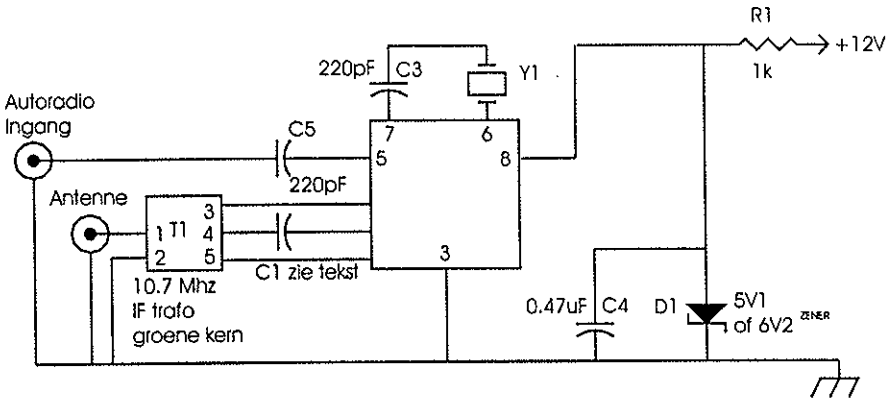 R1
+12V
1k
220pF C3
Y1
Autoradio
Ingang
C5
7
6
5
8
220pF
Antenne
3
1 T1 4
2 5
C1 zie tekst
3
10.7 Mhz
IF trafo
groene kern
0.47uF C4
D1
5V1
of 6V2 ZENER